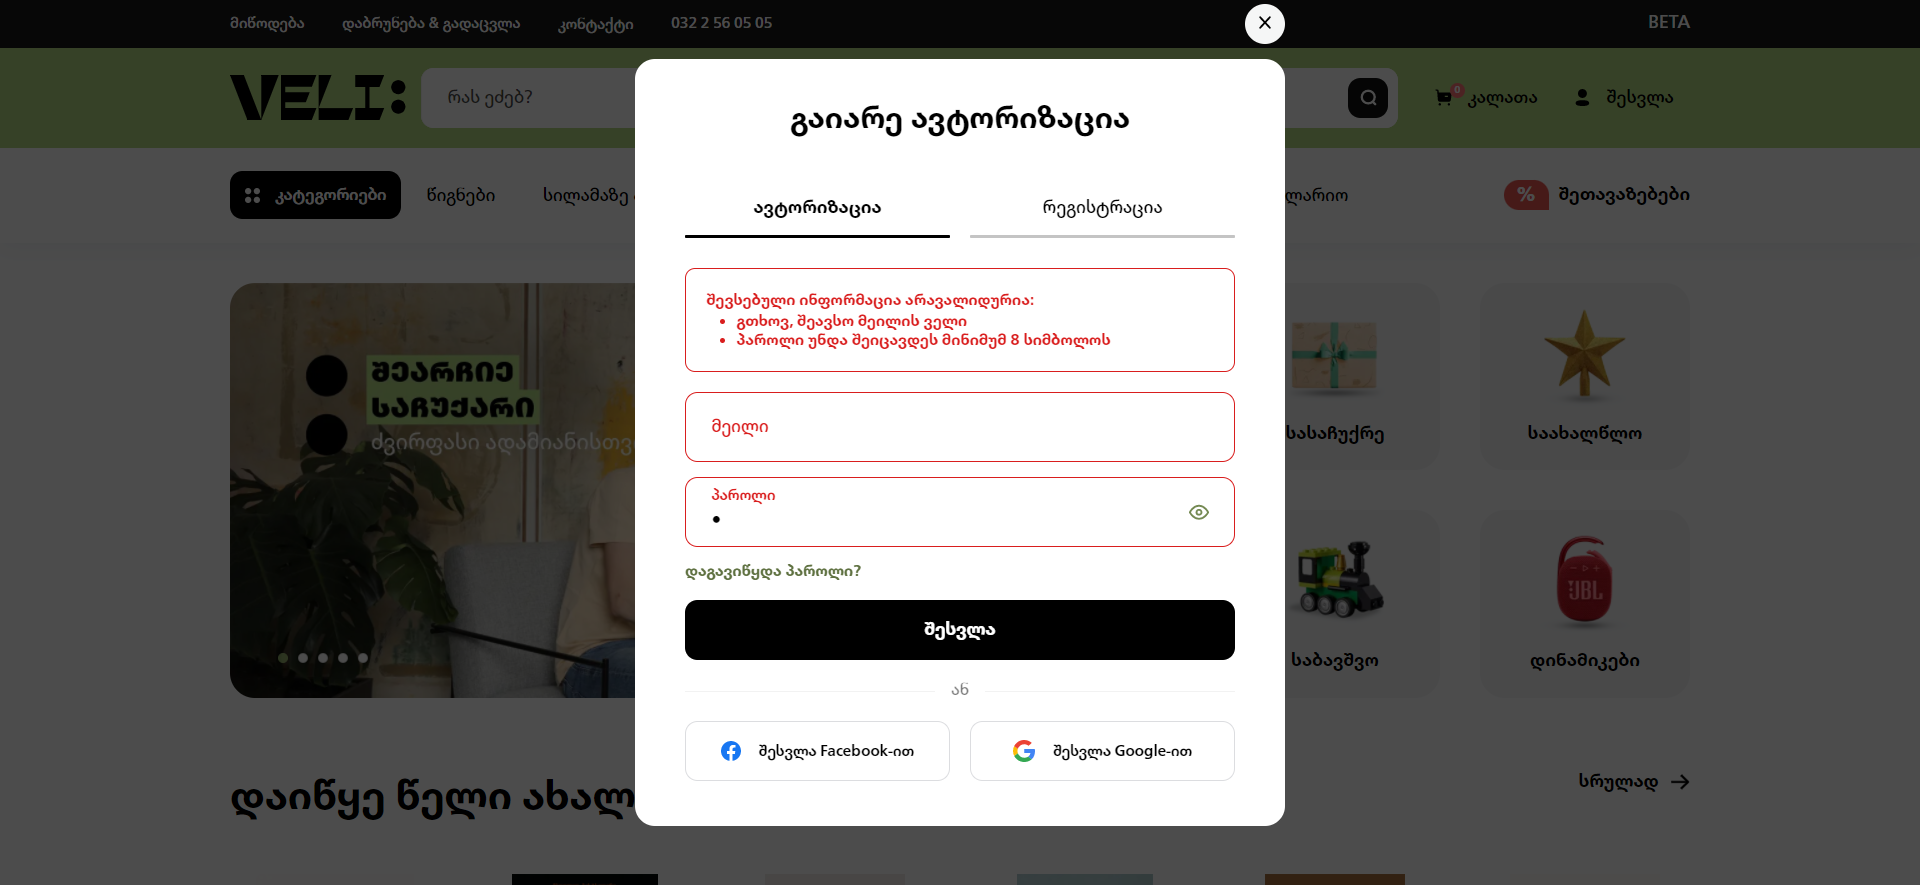 მიწოდება დაბრუნება & გადაცვლა კონტაქტი 032 2 56 05 05 BETA
VELI:
რას ეძებ?
0
კალათა
შესვლა
კატეგორიები წიგნები სილამაზე
ლარიო
% შეთავაზებები
გაიარე ავტორიზაცია
ავტორიზაცია რეგისტრაცია
შევსებული ინფორმაცია არავალიდურია:
• გთხოვ, შეავსო მეილის ველი
• პაროლი უნდა შეიცავდეს მინიმუმ 8 სიმბოლოს
მეილი
პაროლი
•
დაგავიწყდა პაროლი?
შესვლა
ან
შესვლა Facebook-ით შესვლა Google-ით
შეარჩიე
საჩუქარი
ძვირფასი ადამიანისთვ
სასაჩუქრე
საახალწლო
საბავშვო
JBL
დინამიკები
დაიწყე წელი ახალ
სრულად